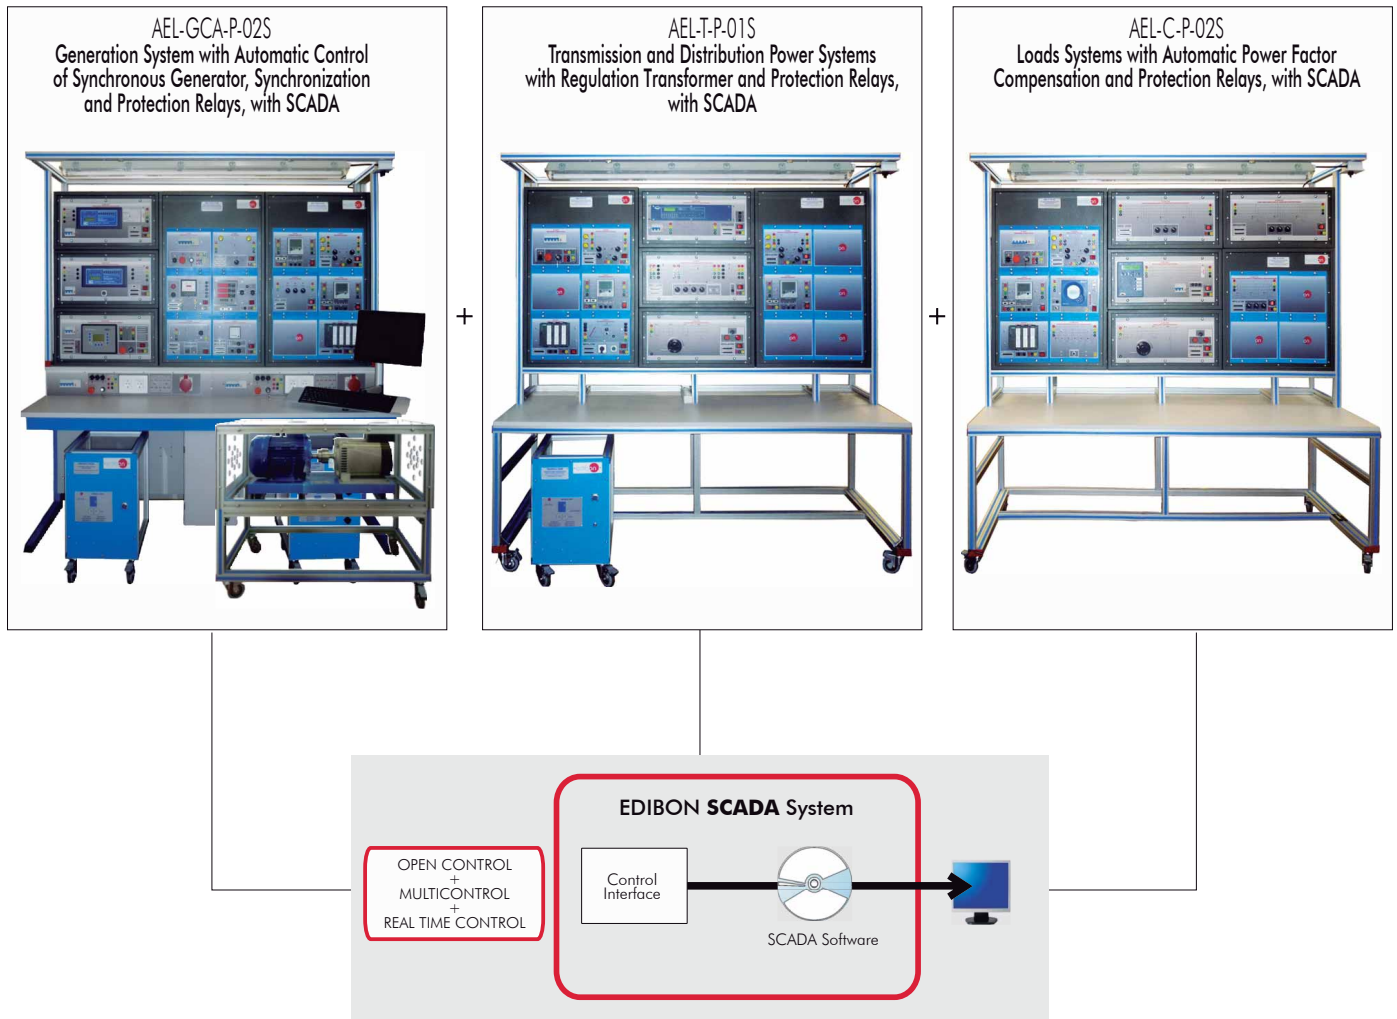 AEL-GCA-P-02S
Generation System with Automatic Control
of Synchronous Generator, Synchronization
and Protection Relays, with SCADA
AEL-T-P-01S
Transmission and Distribution Power Systems
with Regulation Transformer and Protection Relays,
with SCADA
AEL-C-P-02S
Loads Systems with Automatic Power Factor
Compensation and Protection Relays, with SCADA
+
+
EDIBON SCADA System
OPEN CONTROL
+
MULTICONTROL
+
REAL TIME CONTROL
Control
Interface
SCADA Software